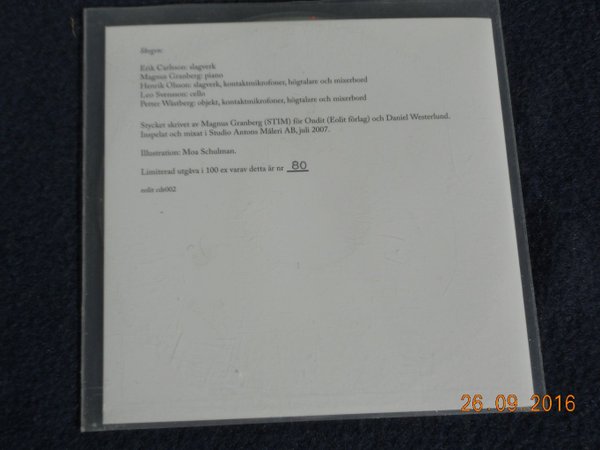 Skogen:
Erik Carlsson: slagverk
Magnus Granberg: piano
Henrik Olsson: slagverk, kontaktmikrofoner, högtalare och mixerbord
Leo Svensson: cello
Petter Wästberg: objekt, kontaktmikrofoner, högtalare och mixerbord
Stycket skrivet av Magnus Granberg (STIM) för Ondit (Eolit förlag) och Daniel Westerlund.
Inspelat och mixat i Studio Antons Måleri AB, juli 2007.
Illustration: Moa Schulman.
Limiterad utgåva i 100 ex varav detta är nr 80
eolit cdr002
26 09 2016